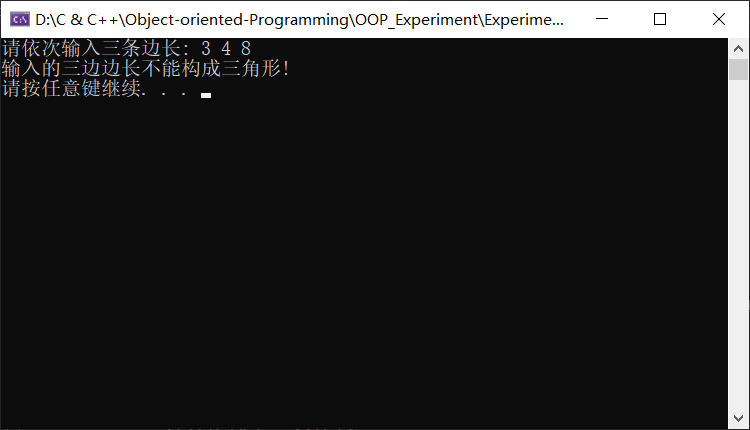 D:\C & C++\Object-oriented-Programming\OOP_Experiment\Experime...
请依次输入三条边长: 3 4 8
输入的三边边长不能构成三角形!
请按任意键继续. . .